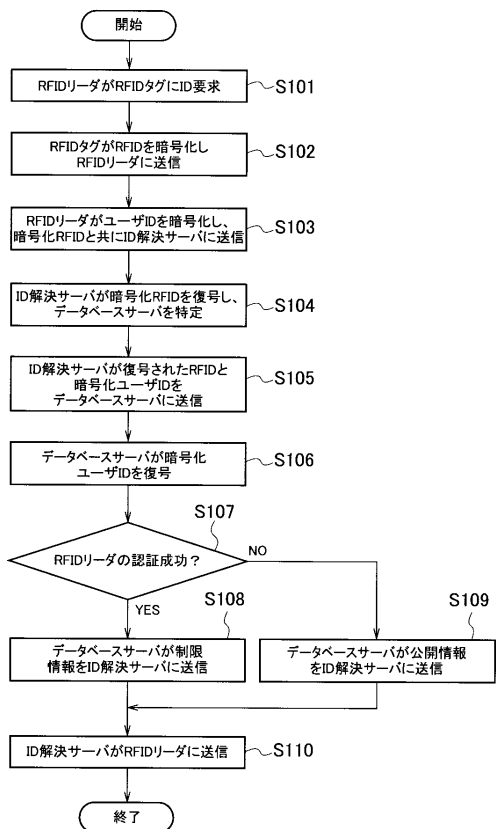 開始
RFIDリーダがRFIDタグにID要求
S101
RFIDタグがRFIDを暗号化し
RFIDリーダに送信
S102
RFIDリーダがユーザIDを暗号化し、
暗号化RFIDと共にID解決サーバに送信
S103
ID解決サーバが暗号化RFIDを復号し、
データベースサーバを特定
S104
ID解決サーバが復号されたRFIDと
暗号化ユーザIDを
データベースサーバに送信
S105
データベースサーバが暗号化
ユーザIDを復号
S106
S107
RFIDリーダの認証成功？
NO
YES
S108
データベースサーバが制限
情報をID解決サーバに送信
S109
データベースサーバが公開情報
をID解決サーバに送信
ID解決サーバがRFIDリーダに送信
S110
終了